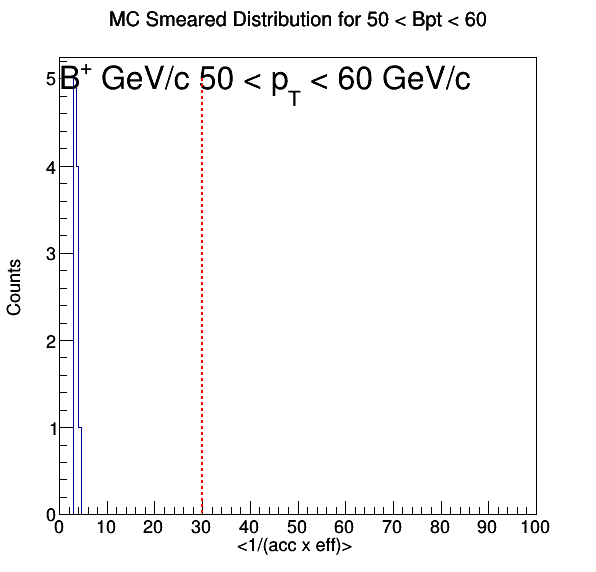 MC Smeared Distribution for 50 < Bpt < 60
B⁺ GeV/c 50 < p_T < 60 GeV/c
5
4
3
2
1
0
Counts
0 10 20 30 40 50 60 70 80 90 100
<1/(acc x eff)>